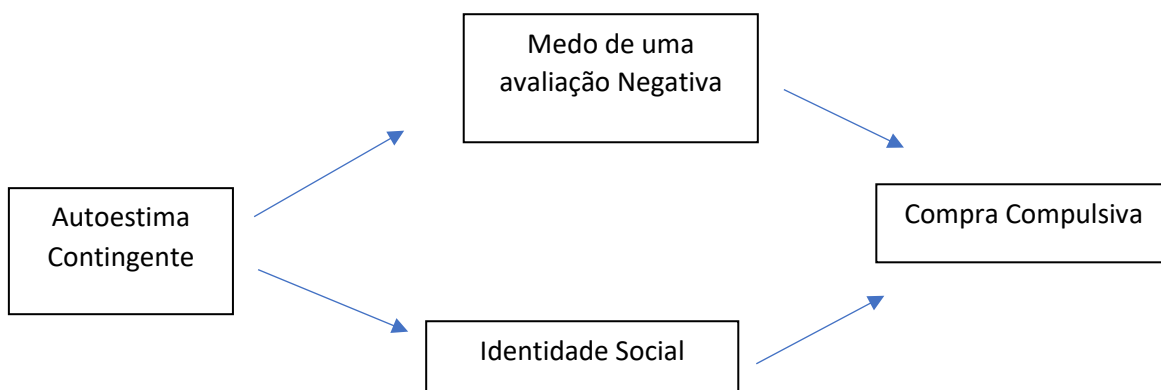 Medo de uma
avaliação Negativa
Autoestima
Contingente
Compra Compulsiva
Identidade Social